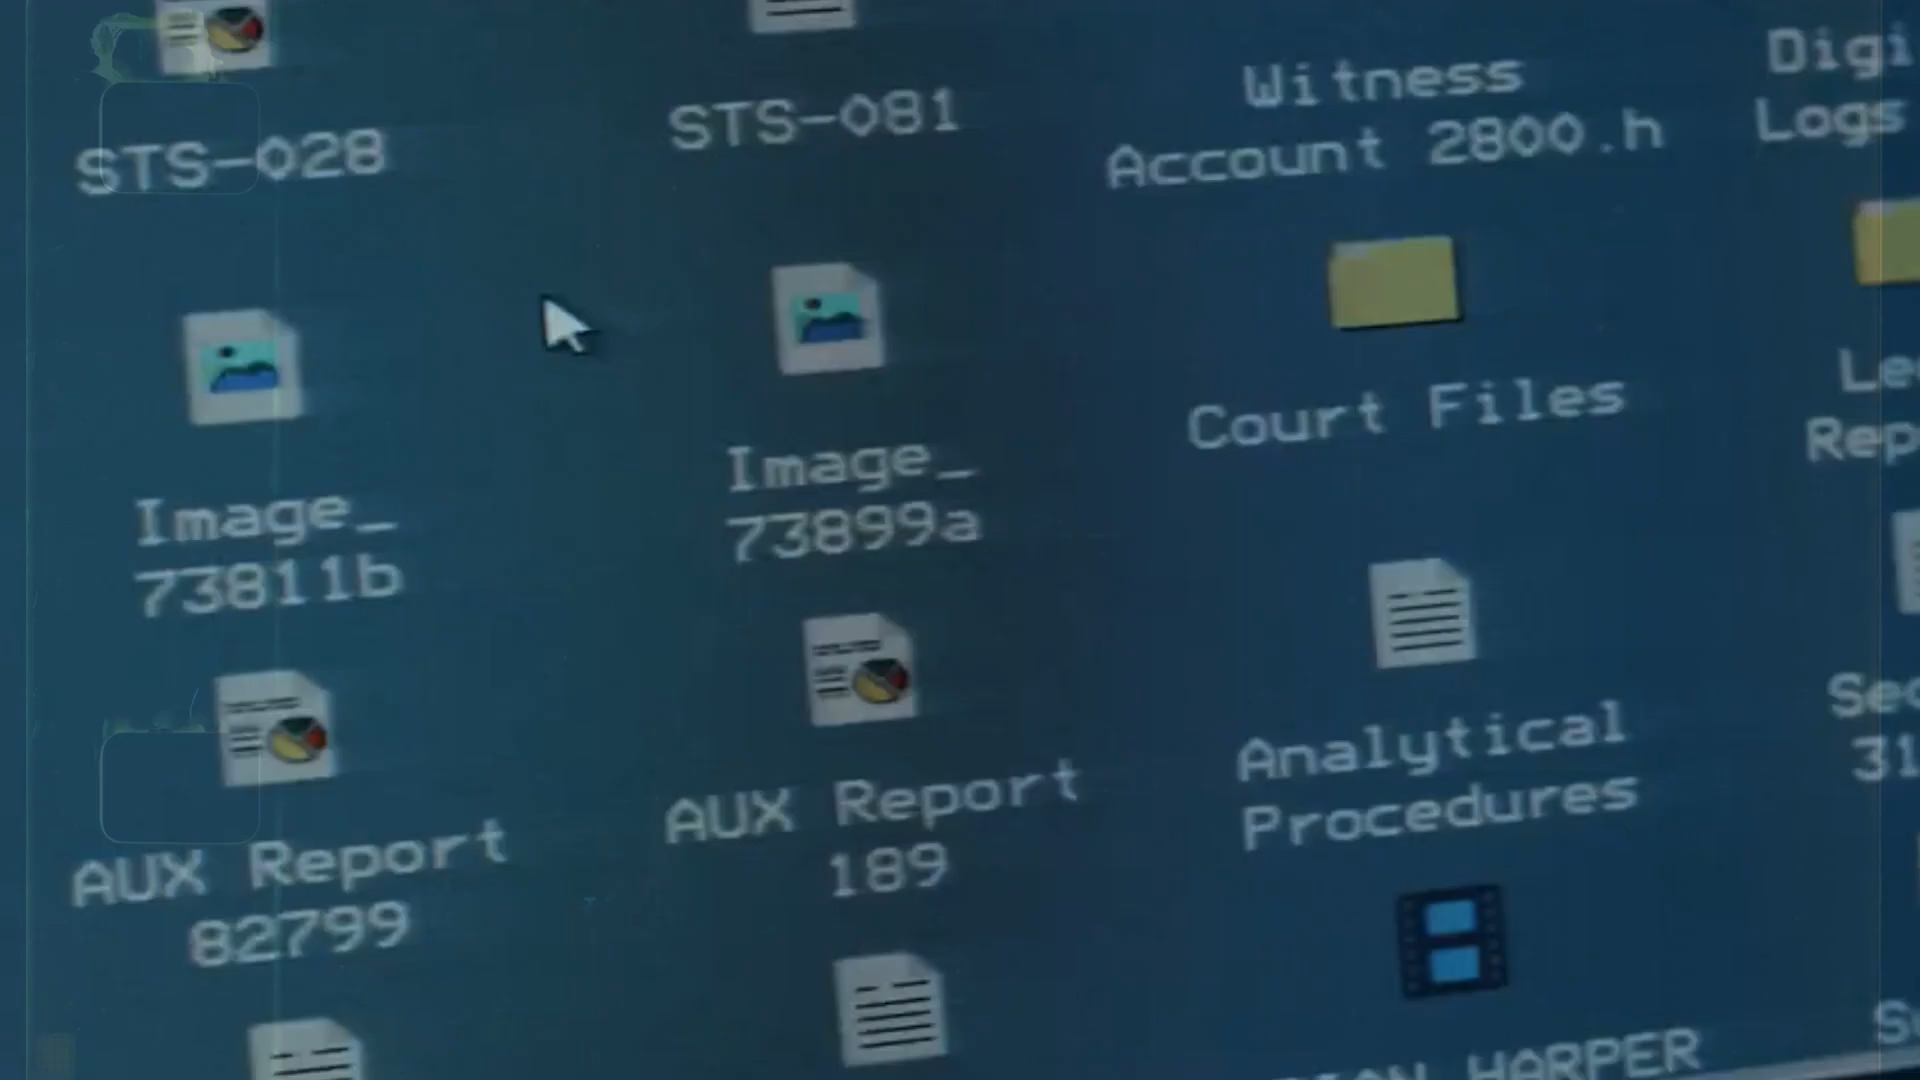 STS-028
STS-081
Witness
Account 2800.h
Logs
Image_
73811b
Image_
73899a
Court Files
AUX Report
82799
AUX Report
189
Analytical
Procedures
HARPER